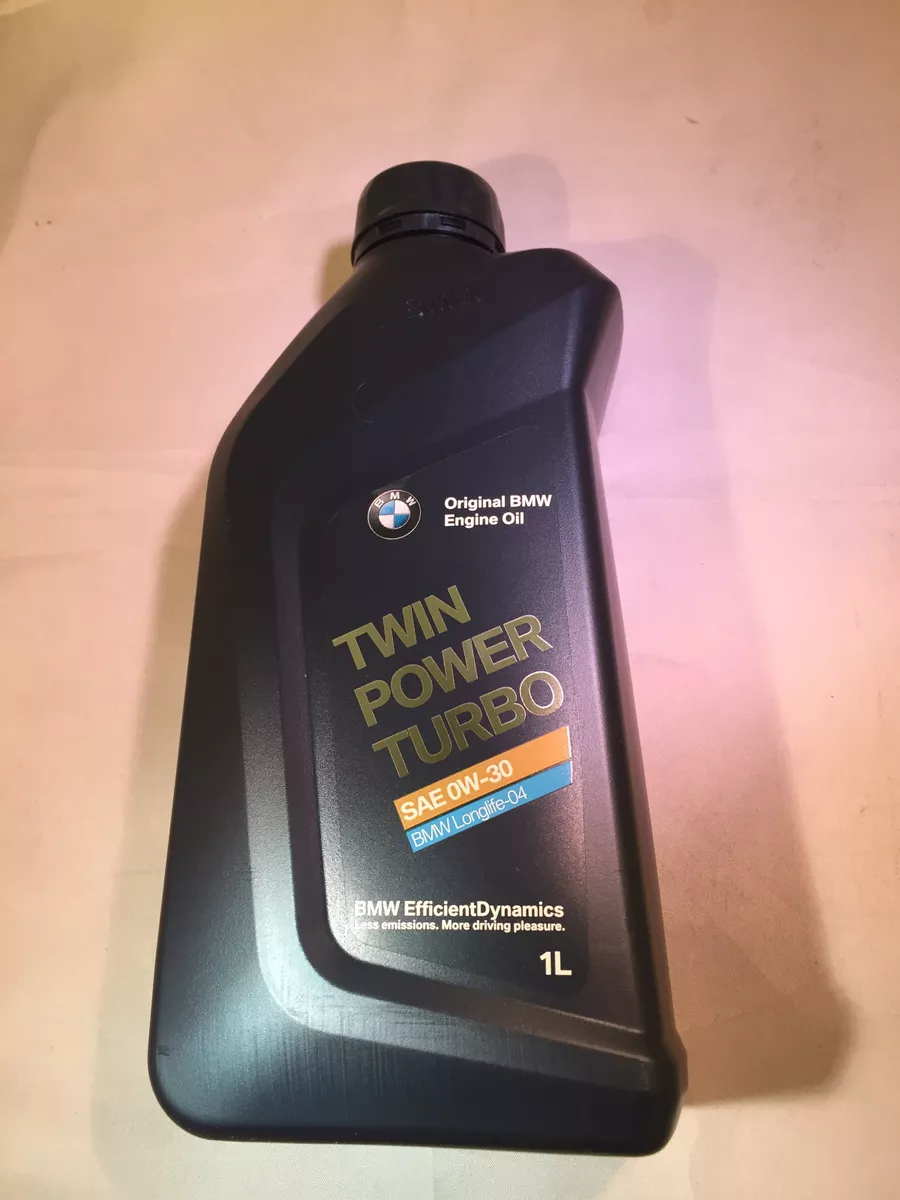 BMW
Original BMW
Engine Oil
TWIN
POWER
TURBO
SAE 0W-30
BMW Longlife-04
BMW EfficientDynamics
Less emissions. More driving pleasure.
1L